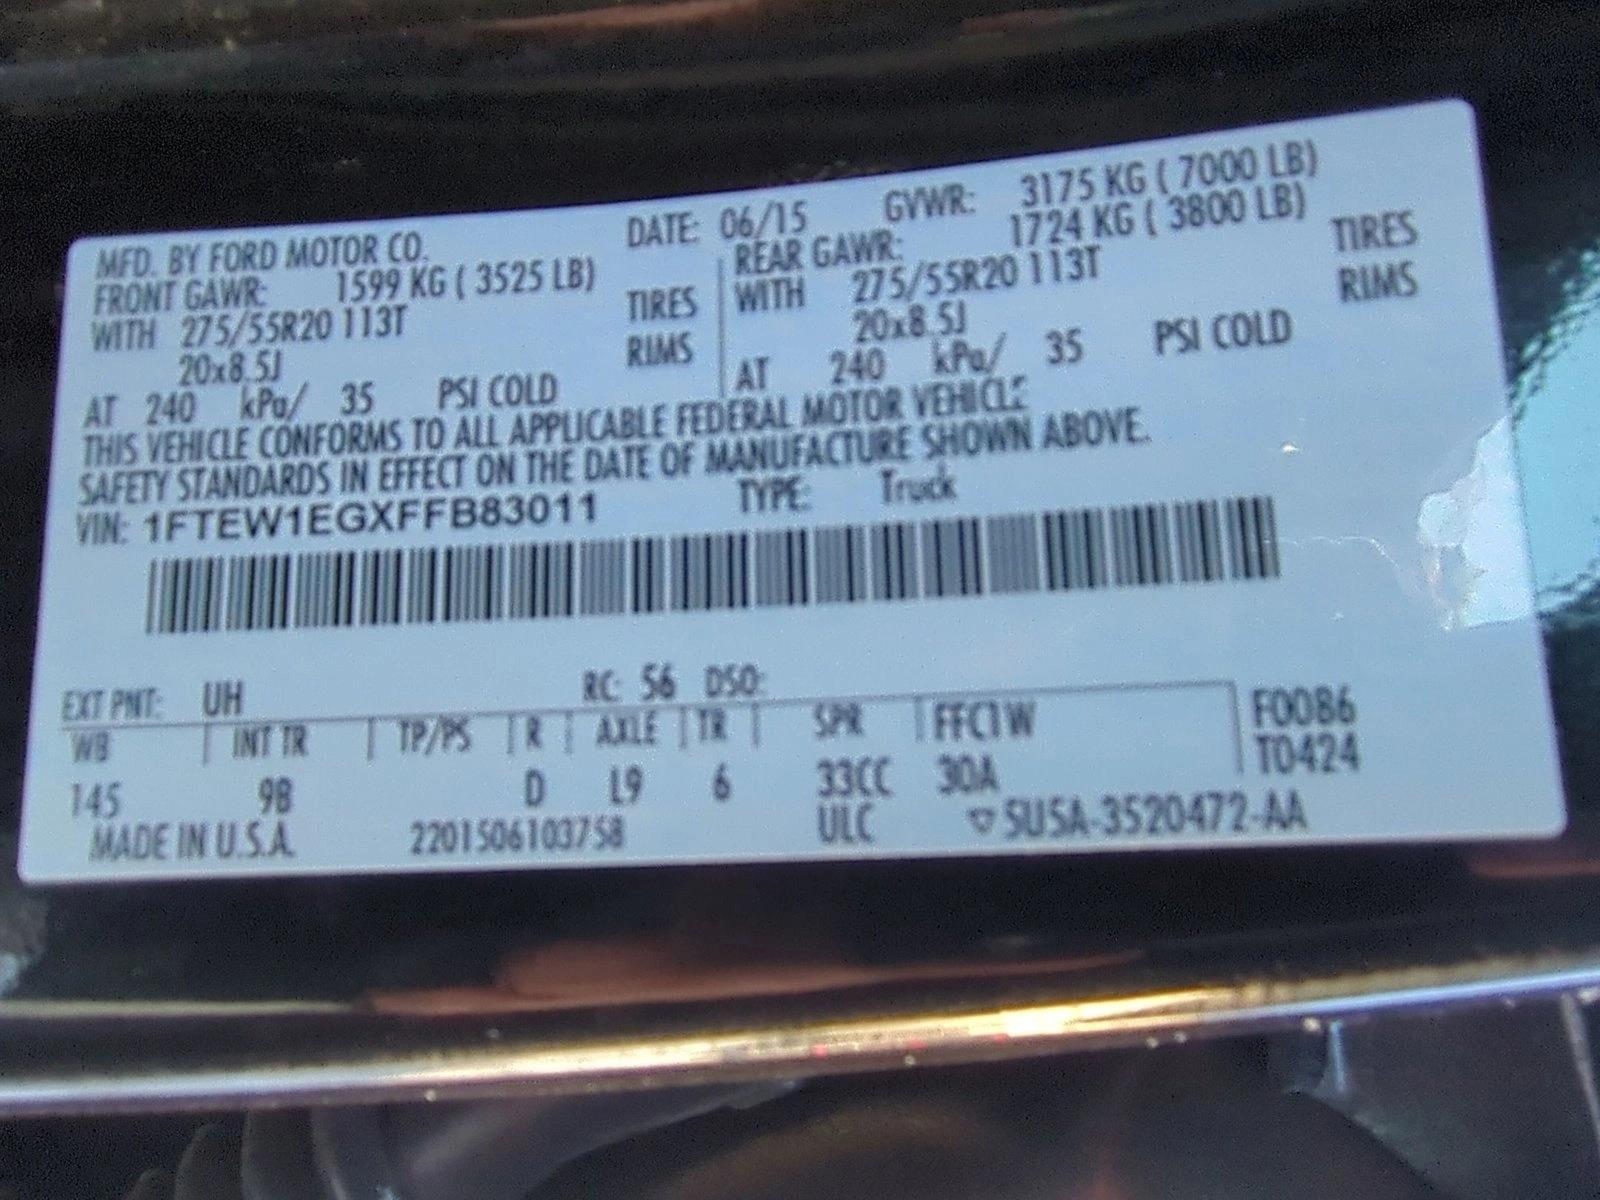 MFD. BY FORD MOTOR CO. DATE: 06/15 GVWR: 3175 KG ( 7000 LB)
FRONT GAWR: 1599 KG ( 3525 LB) REAR GAWR: 1724 KG ( 3800 LB)
WITH 275/55R20 113T TIRES WITH 275/55R20 113T TIRES
20x8.5J RIMS 20x8.5J RIMS
AT 240 kPa/ 35 PSI COLD AT 240 kPa/ 35 PSI COLD
THIS VEHICLE CONFORMS TO ALL APPLICABLE FEDERAL MOTOR VEHICLE
SAFETY STANDARDS IN EFFECT ON THE DATE OF MANUFACTURE SHOWN ABOVE.
VIN: 1FTEW1EGXFFB83011 TYPE: Truck
EXT PNT: UH RC: 56 DSO:
WB INT TR TP/PS R AXLE TR SPR FFC1W F0086
145 9B D L9 6 33CC 30A T0424
MADE IN U.S.A. 2201506103758 ULC ▽5U5A-3520472-AA